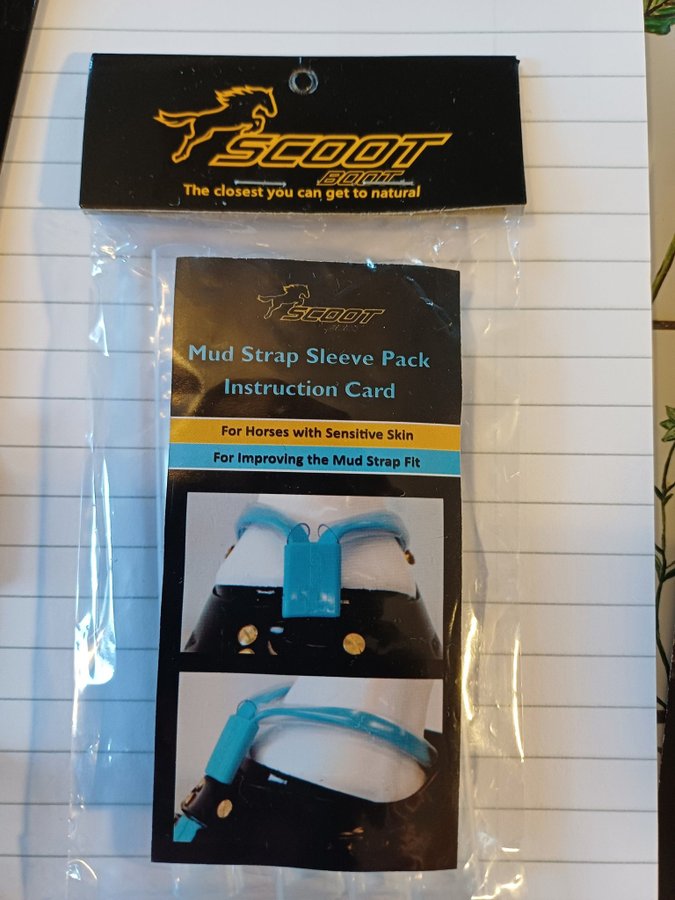 SCOOT
BOOT
The closest you can get to natural
SCOOT
Mud Strap Sleeve Pack
Instruction Card
For Horses with Sensitive Skin
For Improving the Mud Strap Fit